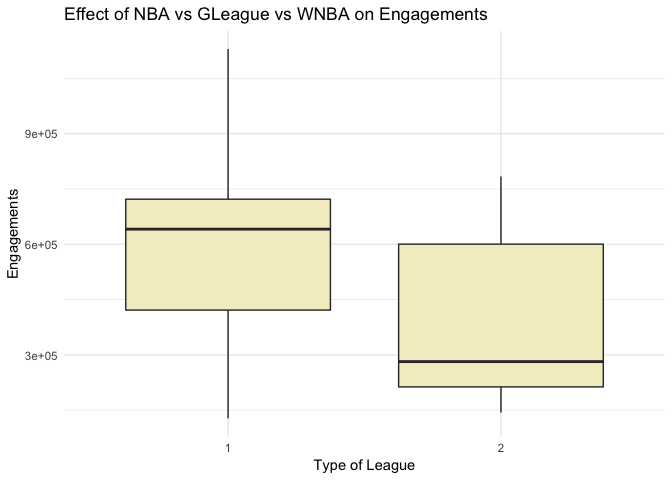 Effect of NBA vs GLeague vs WNBA on Engagements
9e+05
6e+05
3e+05
Engagements
1
2
Type of League